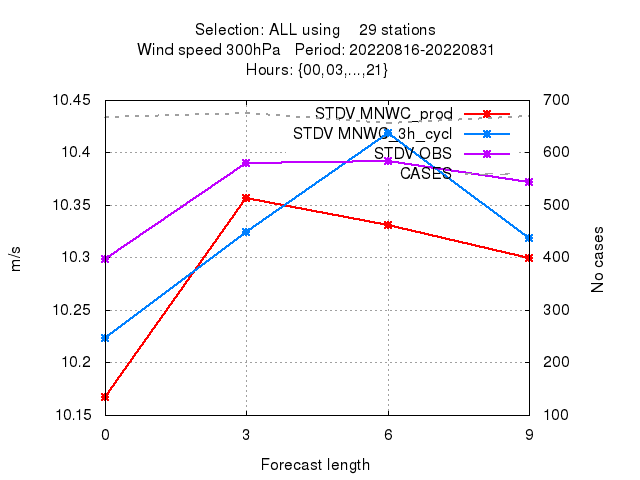 Selection: ALL using 29 stations
Wind speed 300hPa Period: 20220816-20220831
Hours: {00,03,...,21}
10.45
10.4
10.35
10.3
10.25
10.2
10.15
700
600
500
400
300
200
100
STDV MNWC_prod
STDV MNWC_3h_cycl
STDV OBS
CASES
m/s
No cases
0 3 6 9
Forecast length